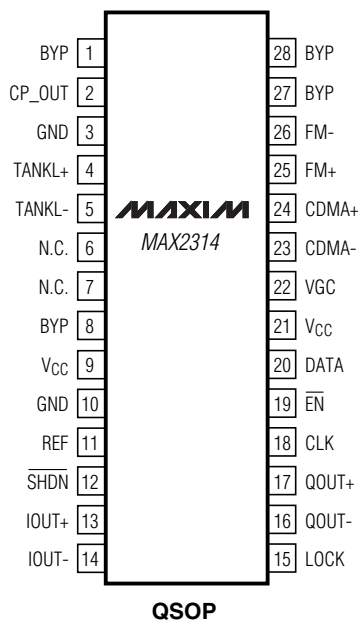 BYP 1
CP_OUT 2
GND 3
TANKL+ 4
TANKL- 5
N.C. 6
N.C. 7
BYP 8
VCC 9
GND 10
REF 11
SHDN 12
IOUT+ 13
IOUT- 14
MAXIM
MAX2314
28 BYP
27 BYP
26 FM-
25 FM+
24 CDMA+
23 CDMA-
22 VGC
21 VCC
20 DATA
19 EN
18 CLK
17 QOUT+
16 QOUT-
15 LOCK
QSOP